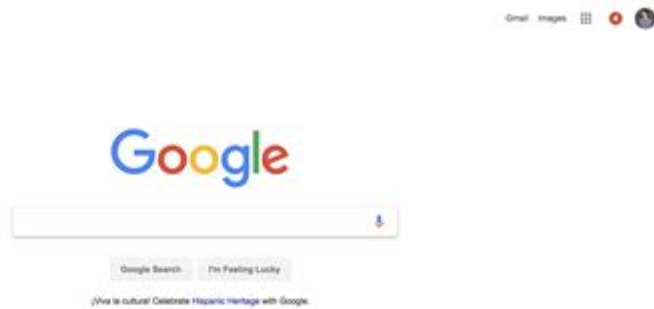 Gmail Images
Google
Google Search I'm Feeling Lucky
¡Viva la cultura! Celebrate Hispanic Heritage with Google.